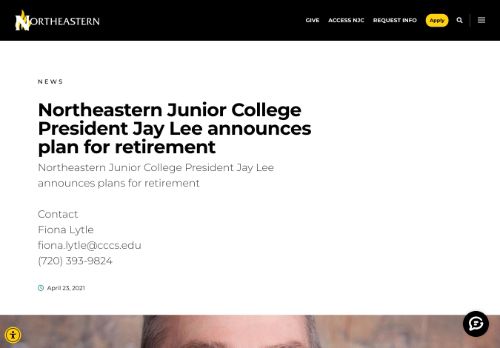 NORTHEASTERN
GIVE ACCESS NJC REQUEST INFO Apply
NEWS
Northeastern Junior College
President Jay Lee announces
plan for retirement
Northeastern Junior College President Jay Lee
announces plans for retirement
Contact
Fiona Lytle
fiona.lytle@cccs.edu
(720) 393-9824
April 23, 2021